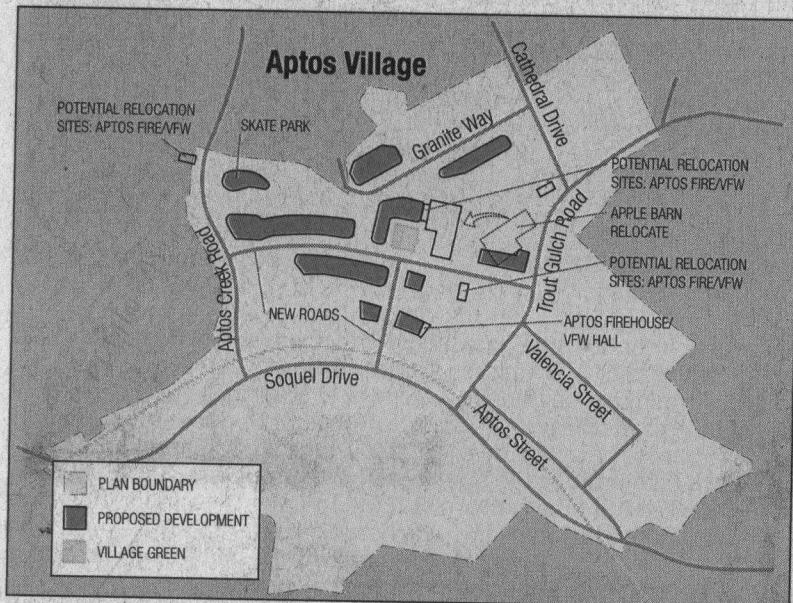 Aptos Village
Cathedral Drive
POTENTIAL RELOCATION
SITES: APTOS FIRE/VFW
SKATE PARK
Granite Way
POTENTIAL RELOCATION
SITES: APTOS FIRE/VFW
APPLE BARN
RELOCATE
Trout Gulch Road
POTENTIAL RELOCATION
SITES: APTOS FIRE/VFW
Aptos Creek Road
NEW ROADS
APTOS FIREHOUSE/
VFW HALL
Valencia Street
Soquel Drive
Aptos Street
PLAN BOUNDARY
PROPOSED DEVELOPMENT
VILLAGE GREEN